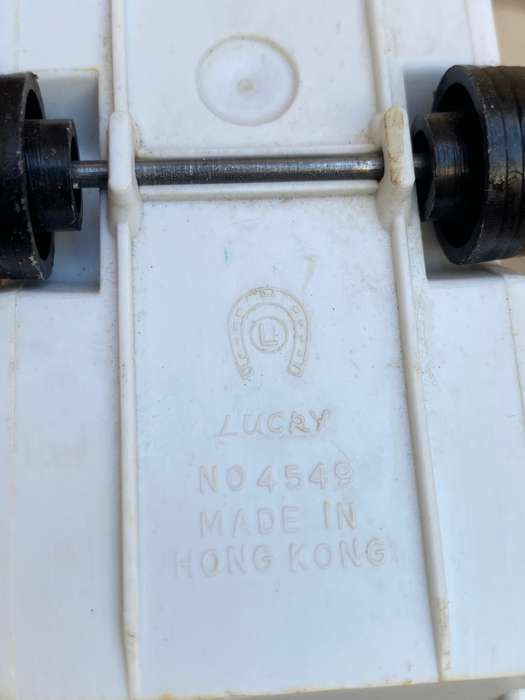 L
LUCKY
NO 4549
MADE IN
HONG KONG